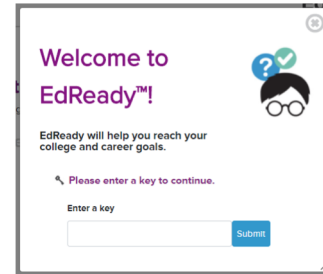 Welcome to
EdReady™!
EdReady will help you reach your
college and career goals.
Please enter a key to continue.
Enter a key
Submit